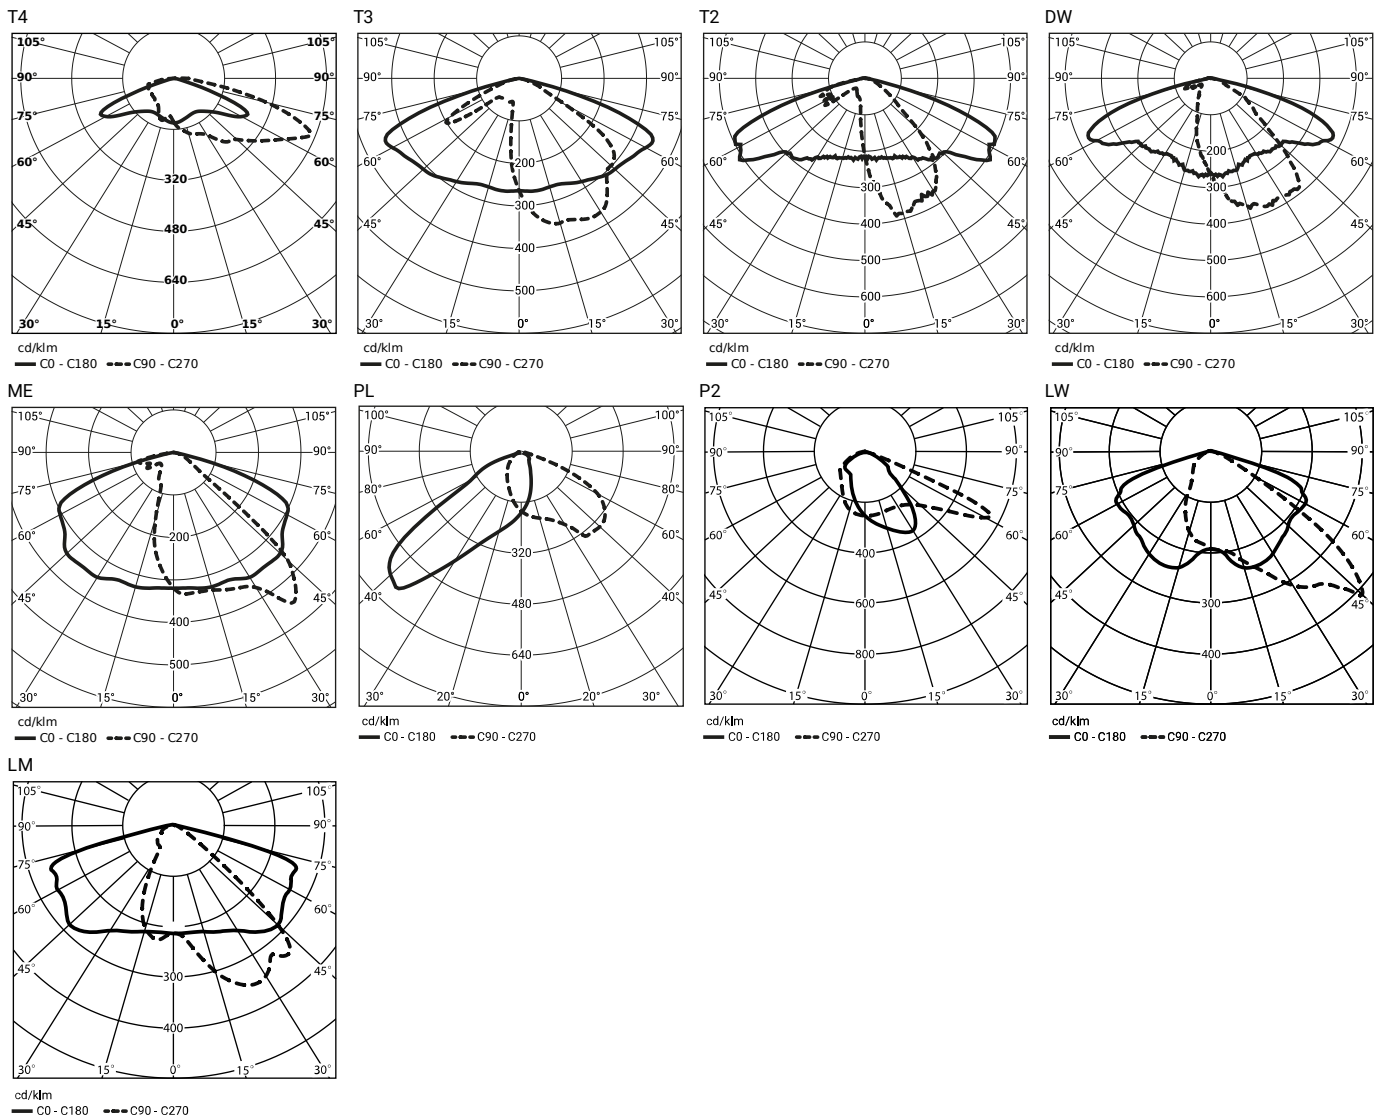 T4 T3 T2 DW
105° 105° 105° 105° 105° 105° 105° 105°
90° 90° 90° 90° 90° 90° 90° 90°
75° 75° 75° 75° 75° 75° 75° 75°
60° 60° 60° 60° 60° 60° 60° 60°
320 200 200
480 300 300 300
45° 45° 45° 45° 45° 45° 45° 45°
400 400 400
640 500 500 500
600 600
30° 15° 0° 15° 30° 30° 15° 0° 15° 30° 30° 15° 0° 15° 30° 30° 15° 0° 15° 30°
cd/klm cd/klm cd/klm cd/klm
C0 - C180 C90 - C270 C0 - C180 C90 - C270 C0 - C180 C90 - C270 C0 - C180 C90 - C270
ME PL P2 LW
105° 105° 100° 100° 105° 105° 105° 105°
90° 90° 90° 90° 90° 90° 90° 90°
75° 75° 80° 80° 75° 75° 75° 75°
60° 60° 60° 60° 60° 60° 60° 60°
200 320 400
45° 45° 40° 40° 45° 45° 45° 45°
400 480 600 300
500 640 800 400
30° 15° 0° 15° 30° 30° 20° 0° 20° 30° 30° 15° 0° 15° 30° 30° 15° 0° 15° 30°
cd/klm cd/klm cd/klm cd/klm
C0 - C180 C90 - C270 C0 - C180 C90 - C270 C0 - C180 C90 - C270 C0 - C180 C90 - C270
LM
105° 105°
90° 90°
75° 75°
60° 60°
45° 45°
300
400
30° 15° 0° 15° 30°
cd/klm
C0 - C180 C90 - C270